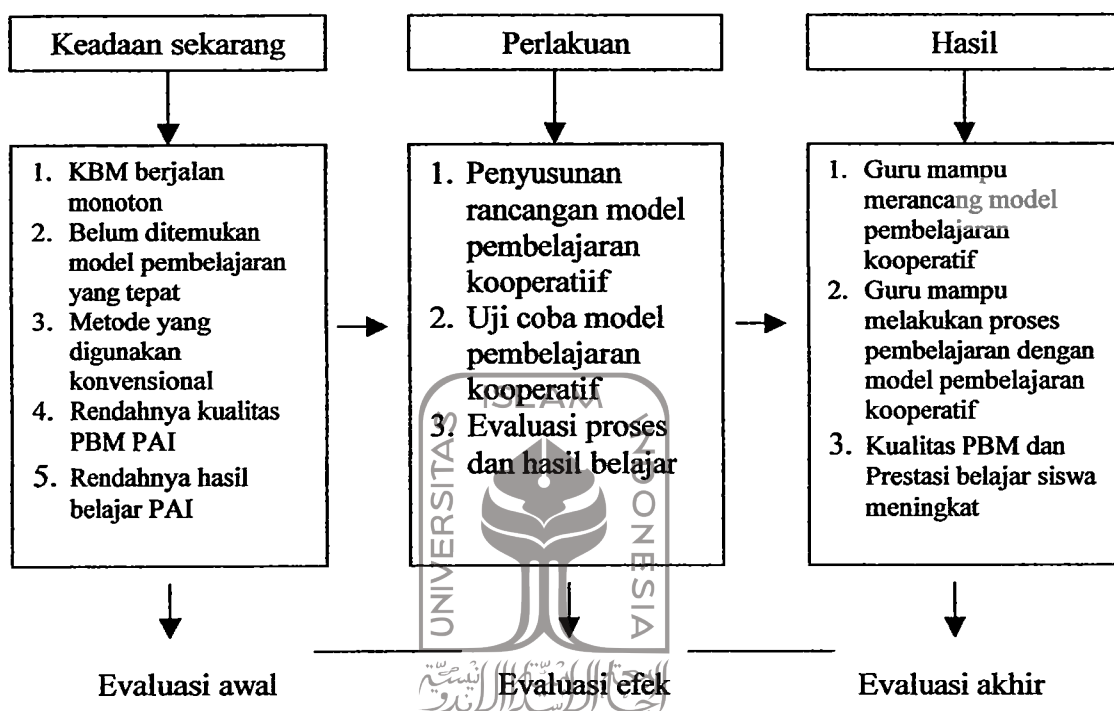 Keadaan sekarang
Perlakuan
Hasil
1. KBM berjalan
monoton
2. Belum ditemukan
model pembelajaran
yang tepat
3. Metode yang
digunakan
konvensional
4. Rendahnya kualitas
PBM PAI
5. Rendahnya hasil
belajar PAI
1. Penyusunan
rancangan model
pembelajaran
kooperatiif
2. Uji coba model
pembelajaran
kooperatif
3. Evaluasi proses
dan hasil belajar
1. Guru mampu
merancang model
pembelajaran
kooperatif
2. Guru mampu
melakukan proses
pembelajaran dengan
model pembelajaran
kooperatif
3. Kualitas PBM dan
Prestasi belajar siswa
meningkat
UNIVERSITAS
ISLAM
INDONESIA
Evaluasi awal
Evaluasi efek
Evaluasi akhir